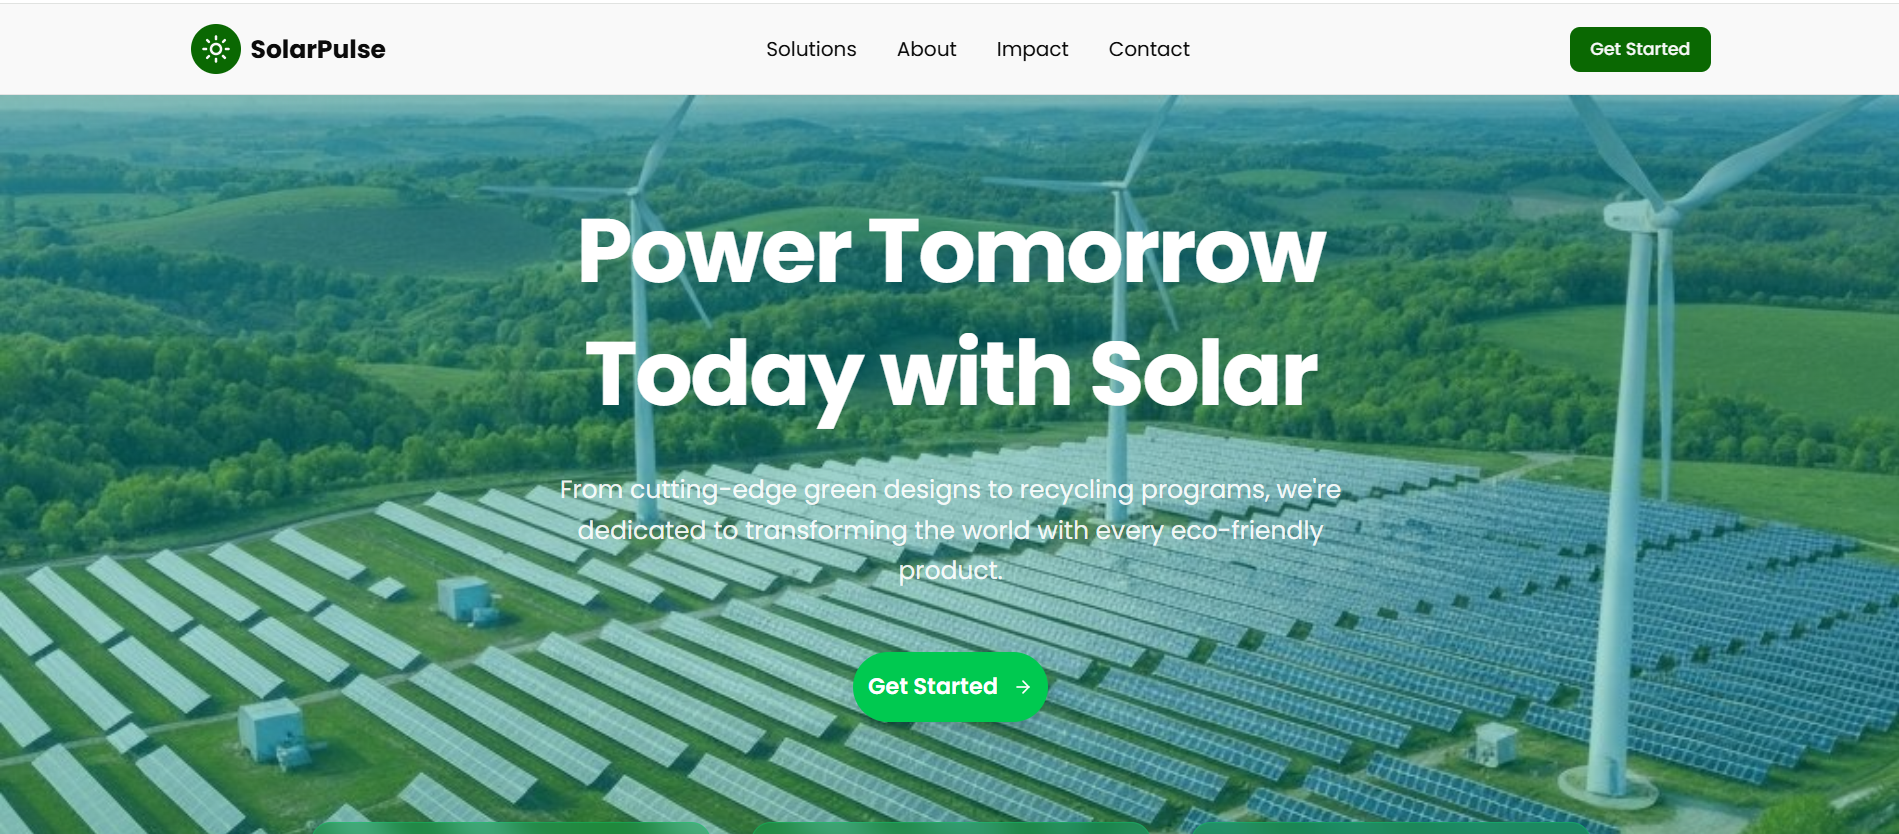 SolarPulse
Solutions About Impact Contact
Get Started
Power Tomorrow
Today with Solar
From cutting-edge green designs to recycling programs, we're
dedicated to transforming the world with every eco-friendly
product.
Get Started